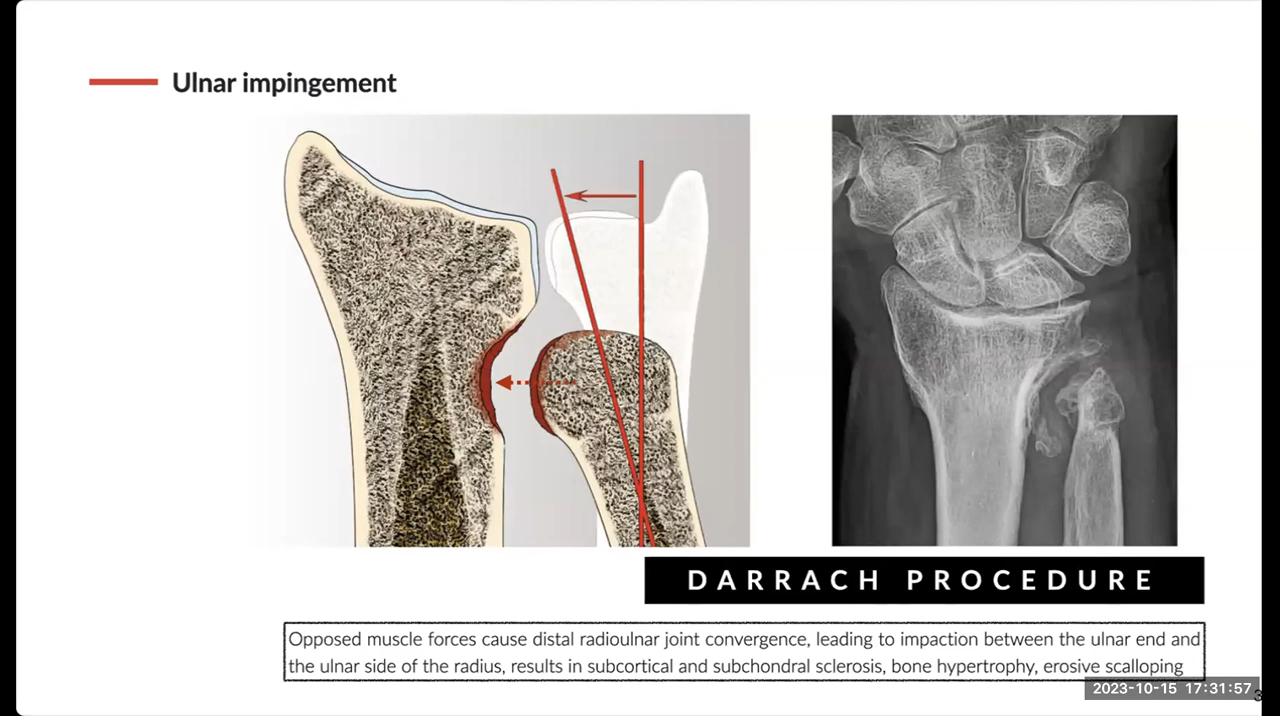 Ulnar impingement
DARRACH PROCEDURE
Opposed muscle forces cause distal radioulnar joint convergence, leading to impaction between the ulnar end and
the ulnar side of the radius, results in subcortical and subchondral sclerosis, bone hypertrophy, erosive scalloping
2023-10-15 17:31:57